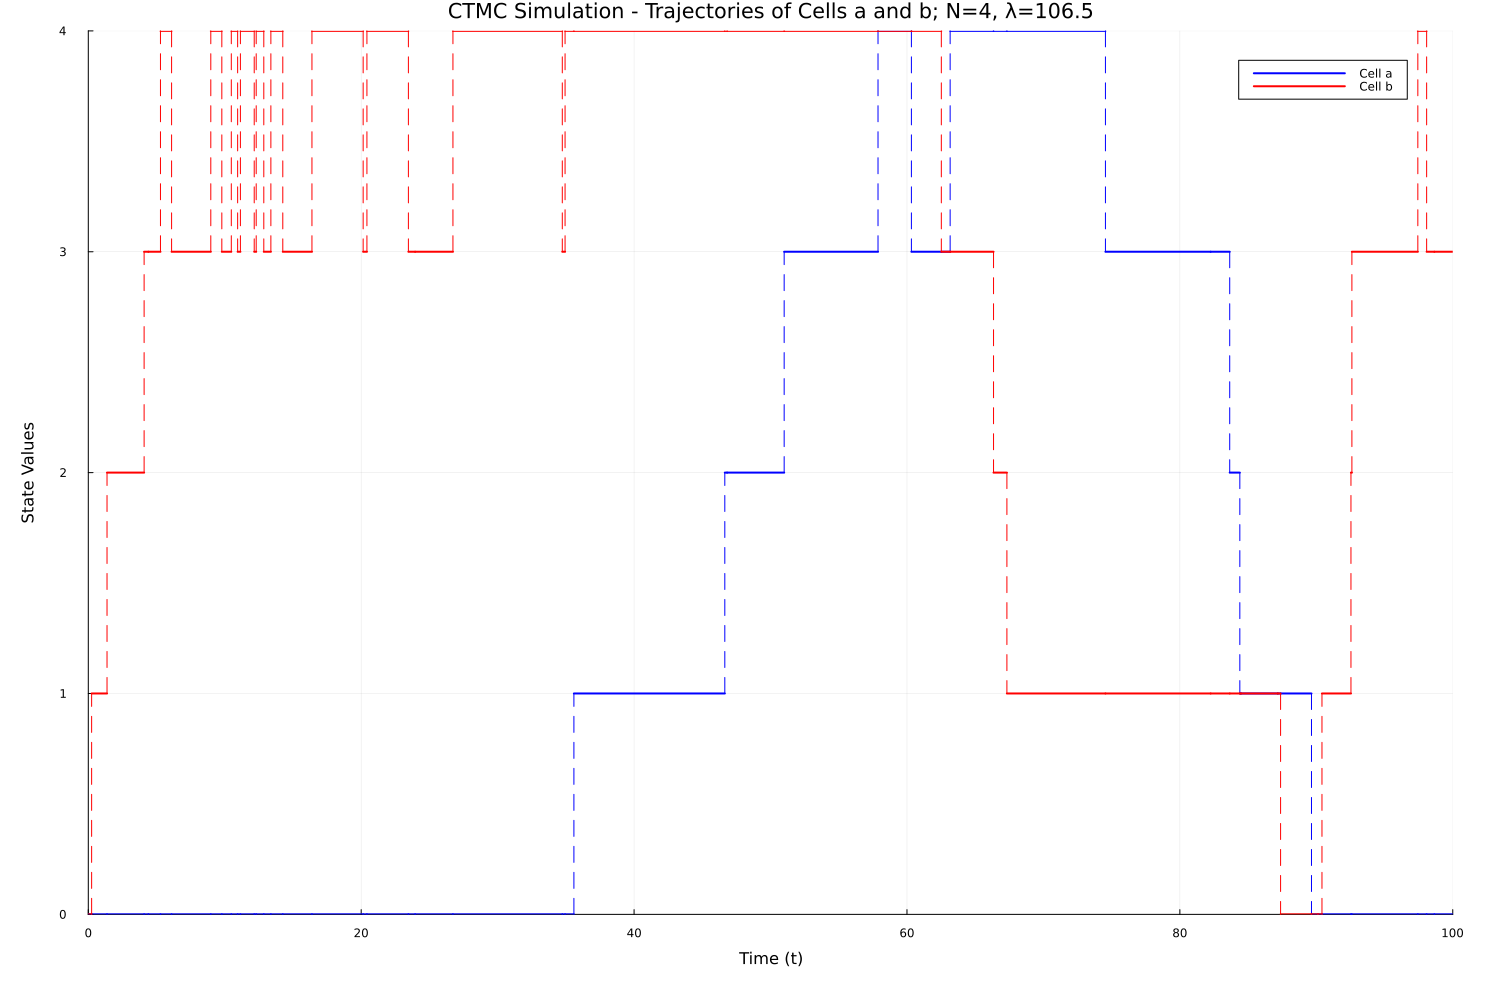 CTMC Simulation - Trajectories of Cells a and b; N=4, λ=106.5
4
Cell a
Cell b
3
State Values
2
1
0
0 20 40 60 80 100
Time (t)